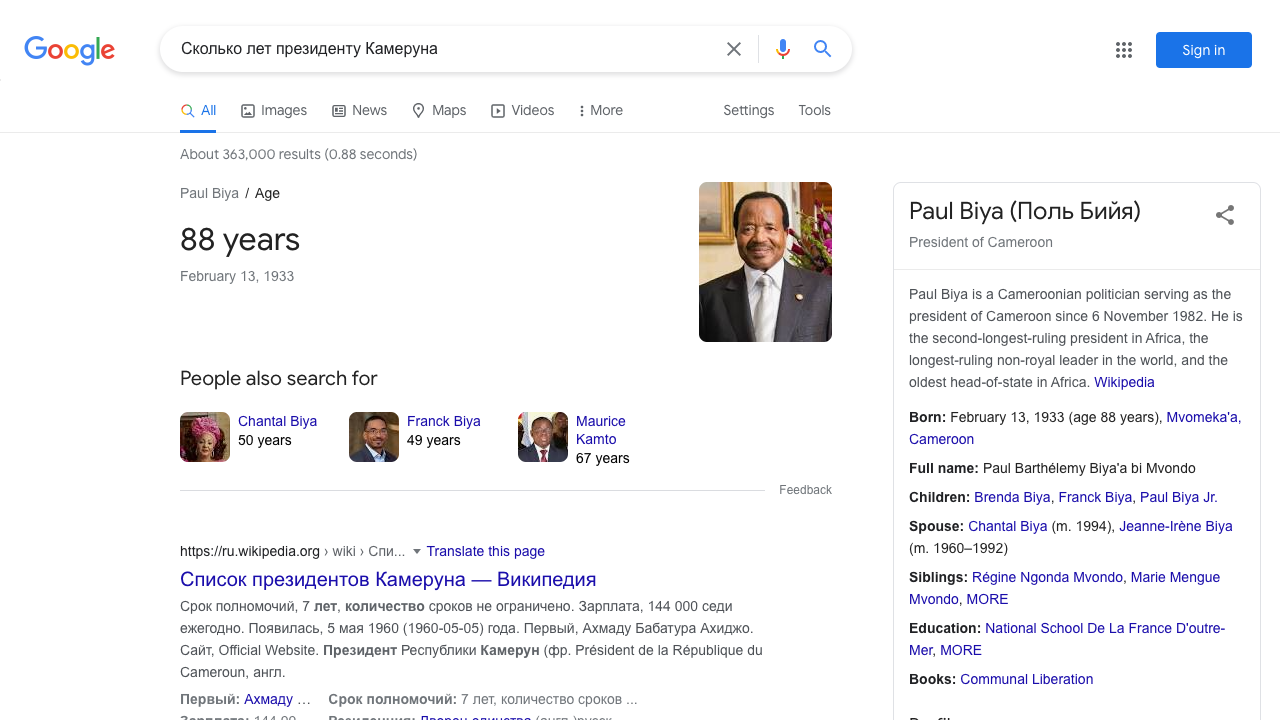 Google
Сколько лет президенту Камеруна
Sign in
All
Images
News
Maps
Videos
More
Settings
Tools
About 363,000 results (0.88 seconds)
Paul Biya / Age
88 years
February 13, 1933
People also search for
Chantal Biya
50 years
Franck Biya
49 years
Maurice
Kamto
67 years
Feedback
https://ru.wikipedia.org › wiki › Спи... Translate this page
Список президентов Камеруна — Википедия
Срок полномочий, 7 лет, количество сроков не ограничено. Зарплата, 144 000 седи
ежегодно. Появилась, 5 мая 1960 (1960-05-05) года. Первый, Ахмаду Бабатура Ахиджо.
Сайт, Official Website. Президент Республики Камерун (фр. Président de la République du
Cameroun, англ.
Первый: Ахмаду ... Срок полномочий: 7 лет, количество сроков ...
Paul Biya (Поль Бийя)
President of Cameroon
Paul Biya is a Cameroonian politician serving as the
president of Cameroon since 6 November 1982. He is
the second-longest-ruling president in Africa, the
longest-ruling non-royal leader in the world, and the
oldest head-of-state in Africa. Wikipedia
Born: February 13, 1933 (age 88 years), Mvomeka'a,
Cameroon
Full name: Paul Barthélemy Biya'a bi Mvondo
Children: Brenda Biya, Franck Biya, Paul Biya Jr.
Spouse: Chantal Biya (m. 1994), Jeanne-Irène Biya
(m. 1960–1992)
Siblings: Régine Ngonda Mvondo, Marie Mengue
Mvondo, MORE
Education: National School De La France D'outre-
Mer, MORE
Books: Communal Liberation